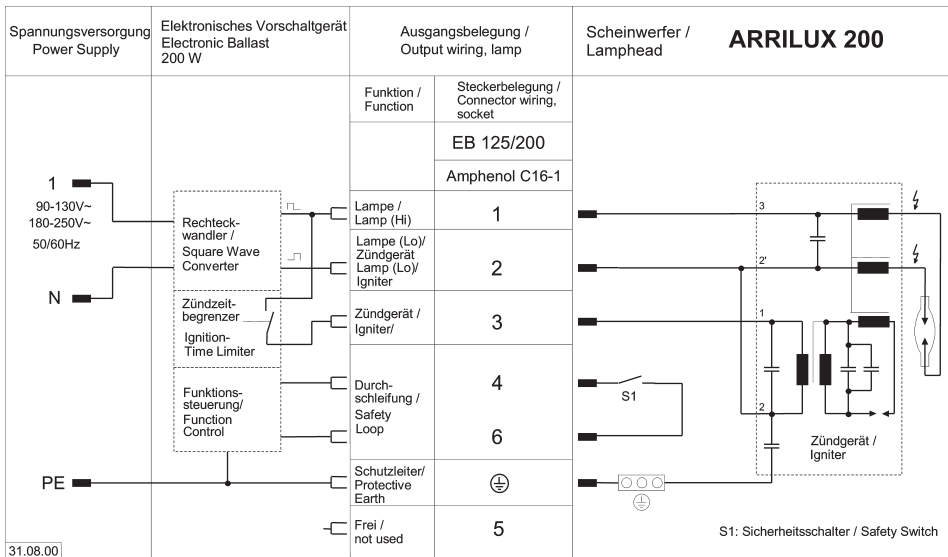 Spannungsversorgung
Power Supply
Elektronisches Vorschaltgerät
Electronic Ballast
200 W
Ausgangsbelegung /
Output wiring, lamp
Scheinwerfer /
Lamphead
ARRILUX 200
Funktion /
Function
Steckerbelegung /
Connector wiring,
socket
EB 125/200
Amphenol C16-1
1
90-130V~
180-250V~
50/60Hz
N
PE
Rechteck-
wandler /
Square Wave
Converter
Zündzeit-
begrenzer
Ignition-
Time Limiter
Funktions-
steuerung/
Function
Control
Lampe /
Lamp (Hi)
1
Lampe (Lo)/
Zündgerät
Lamp (Lo)/
Igniter
2
Zündgerät /
Igniter/
3
Durch-
schleifung /
Safety
Loop
4
6
Schutzleiter/
Protective
Earth
Frei /
not used
5
S1
3
2'
1
2
Zündgerät /
Igniter
S1: Sicherheitsschalter / Safety Switch
31.08.00